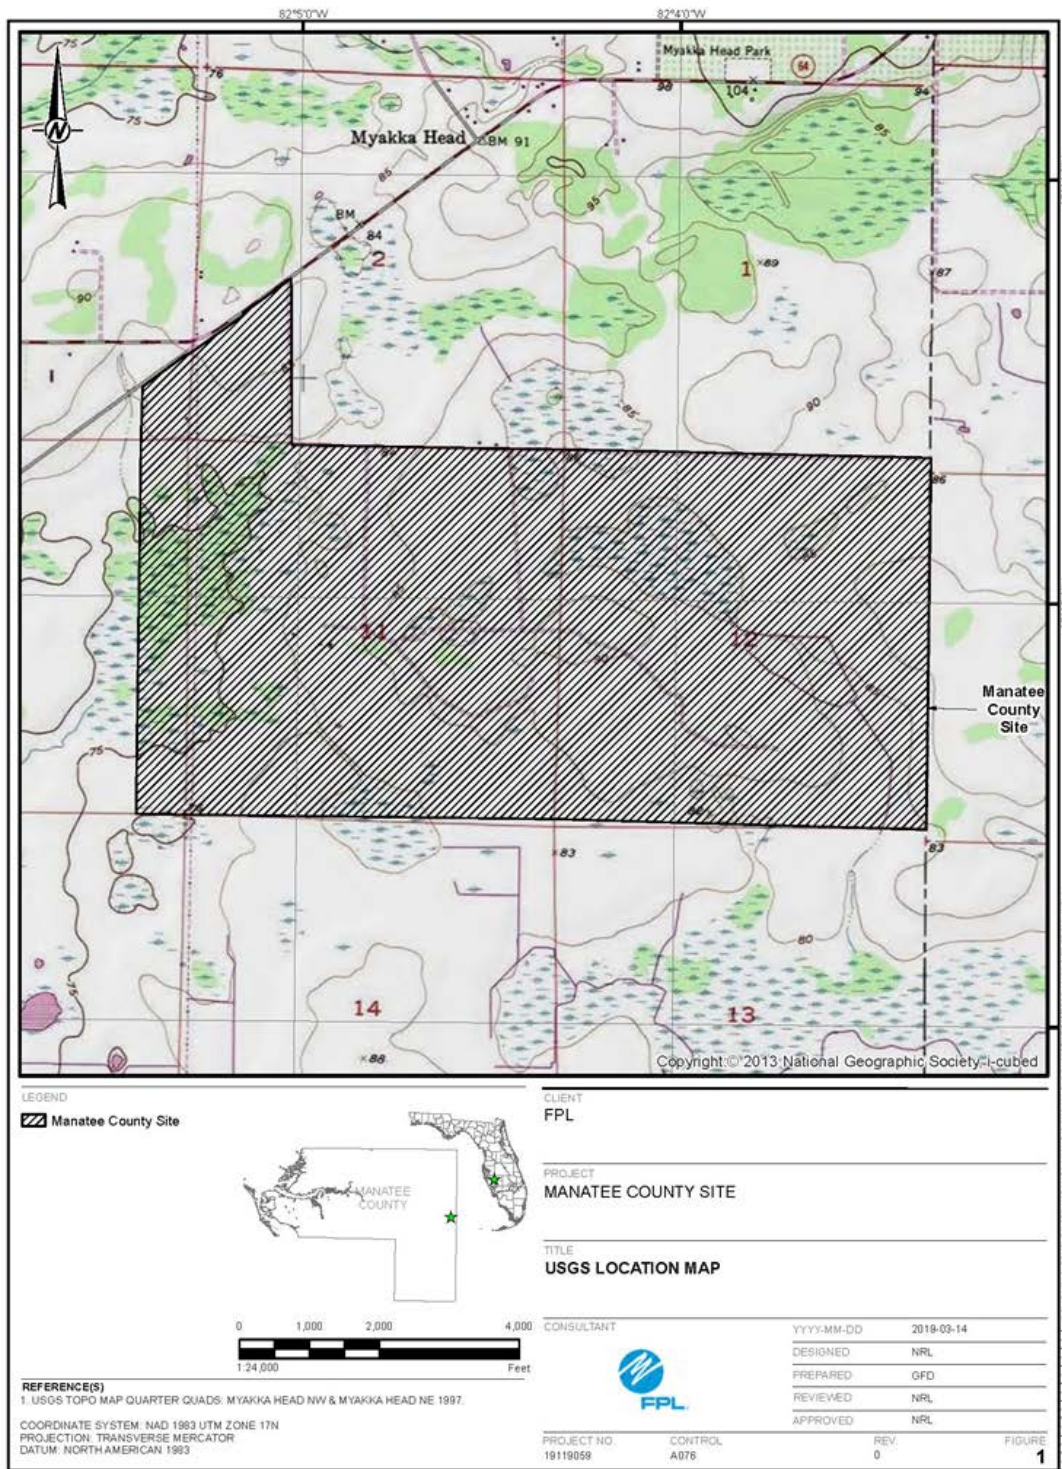 82°5'0"W
82°4'0"W
75
76
Myakka Head Park
64
98
104
94
75
N
Myakka Head
BM 91
85
85
95
BM
84
2
1
89
87
90
85
90
86
11
12
90
Manatee
County
Site
75
83
83
80
75
14
13
88
Copyright:© 2013 National Geographic Society, i-cubed
LEGEND
Manatee County Site
MANATEE
COUNTY
0 1,000 2,000 4,000
1:24,000 Feet
REFERENCE(S)
1. USGS TOPO MAP QUARTER QUADS: MYAKKA HEAD NW & MYAKKA HEAD NE 1997.
COORDINATE SYSTEM: NAD 1983 UTM ZONE 17N
PROJECTION: TRANSVERSE MERCATOR
DATUM: NORTH AMERICAN 1983
CLIENT
FPL
PROJECT
MANATEE COUNTY SITE
TITLE
USGS LOCATION MAP
CONSULTANT
FPL.
YYYY-MM-DD 2019-03-14
DESIGNED NRL
PREPARED GFD
REVIEWED NRL
APPROVED NRL
PROJECT NO. CONTROL REV. FIGURE
19119059 A076 0 1